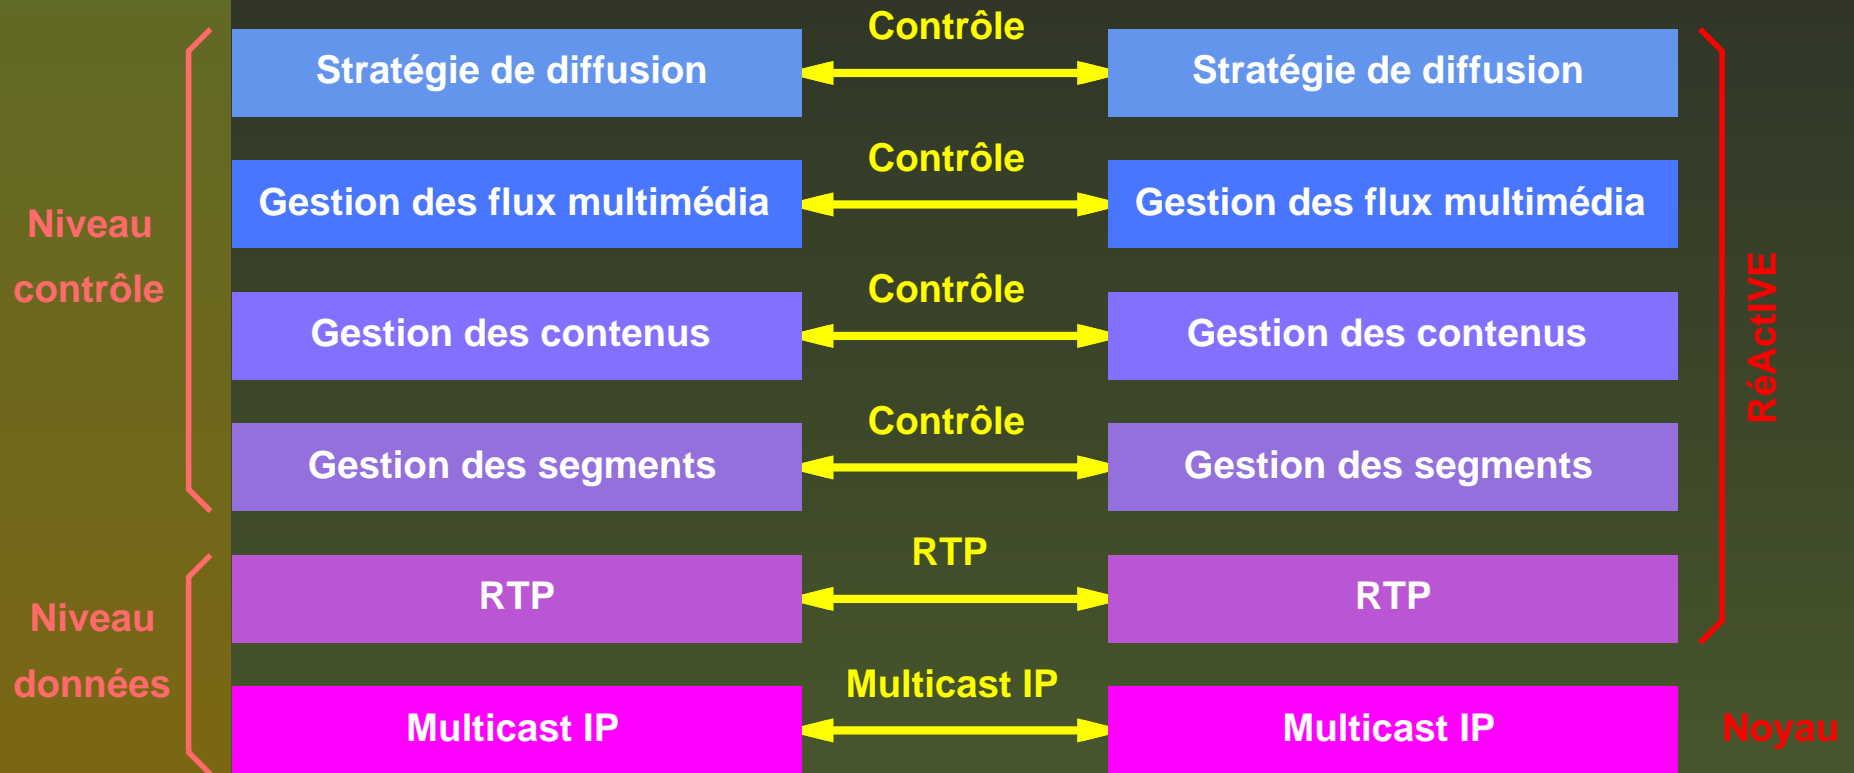 Contrôle
Stratégie de diffusion
Stratégie de diffusion
Contrôle
Gestion des flux multimédia
Gestion des flux multimédia
Niveau
contrôle
Contrôle
Gestion des contenus
Gestion des contenus
RéActIVE
Contrôle
Gestion des segments
Gestion des segments
RTP
RTP
RTP
Niveau
données
Multicast IP
Multicast IP
Multicast IP
Noyau